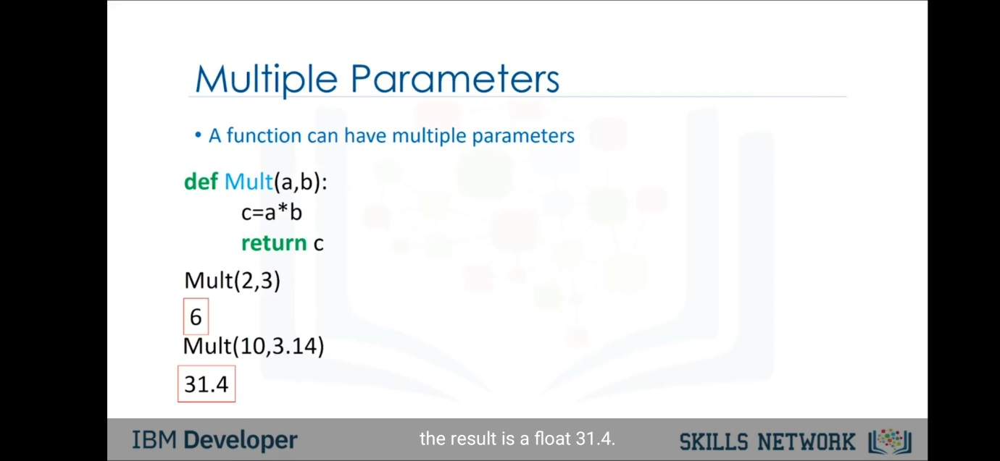 Multiple Parameters
• A function can have multiple parameters
def Mult(a,b):
c=a*b
return c
Mult(2,3)
6
Mult(10,3.14)
31.4
IBM Developer
the result is a float 31.4.
SKILLS NETWORK